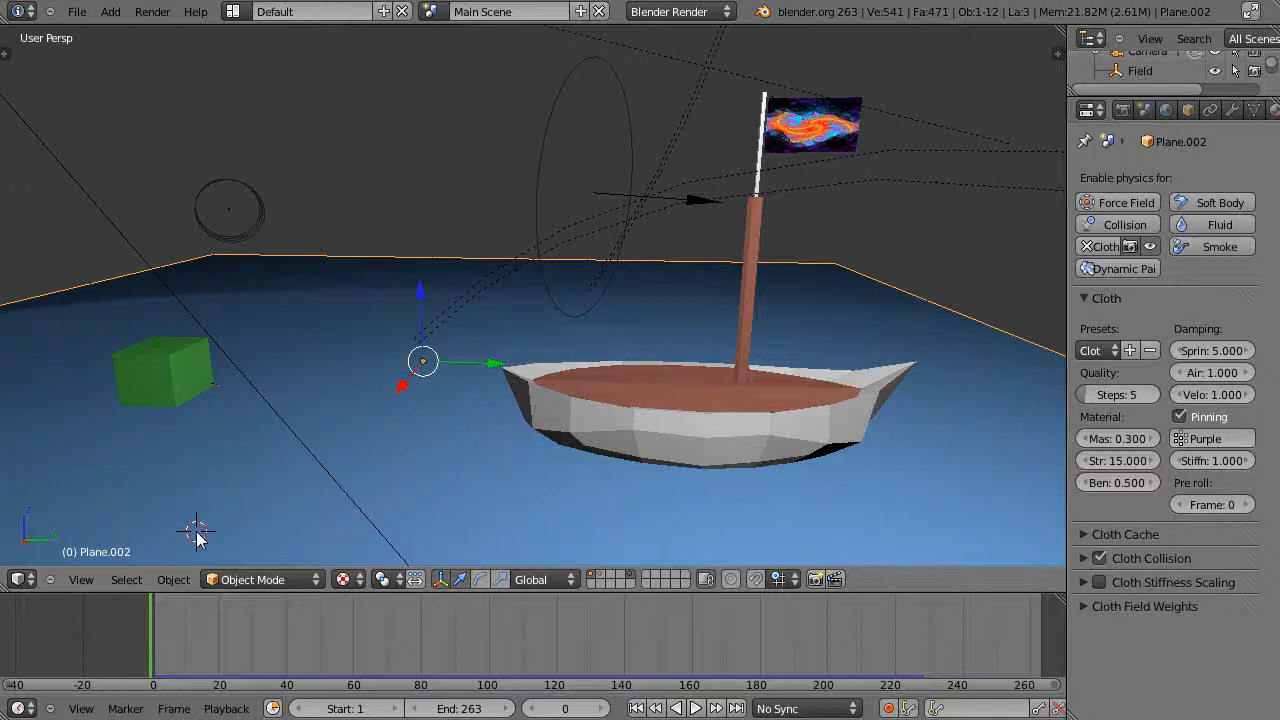 File Add Render Help Default Main Scene Blender Render blender.org 263 | Ve:541 | Fa:471 | Ob:1-12 | La:3 | Mem:21.82M (2.61M) | Plane.002
User Persp
View Search All Scenes
Camera
Field
Plane.002
Enable physics for:
Force Field Soft Body
Collision Fluid
Cloth Smoke
Dynamic Pai
Cloth
Presets: Damping:
Clot Sprin: 5.000
Quality: Air: 1.000
Steps: 5 Velo: 1.000
Material: Pinning
Mas: 0.300 Purple
Str: 15.000 Stiffn: 1.000
Ben: 0.500 Pre roll:
Frame: 0
Cloth Cache
Cloth Collision
Cloth Stiffness Scaling
Cloth Field Weights
z
y
(0) Plane.002
View Select Object Object Mode Global
-40 -20 0 20 40 60 80 100 120 140 160 180 200 220 240 260
View Marker Frame Playback Start: 1 End: 263 0 No Sync